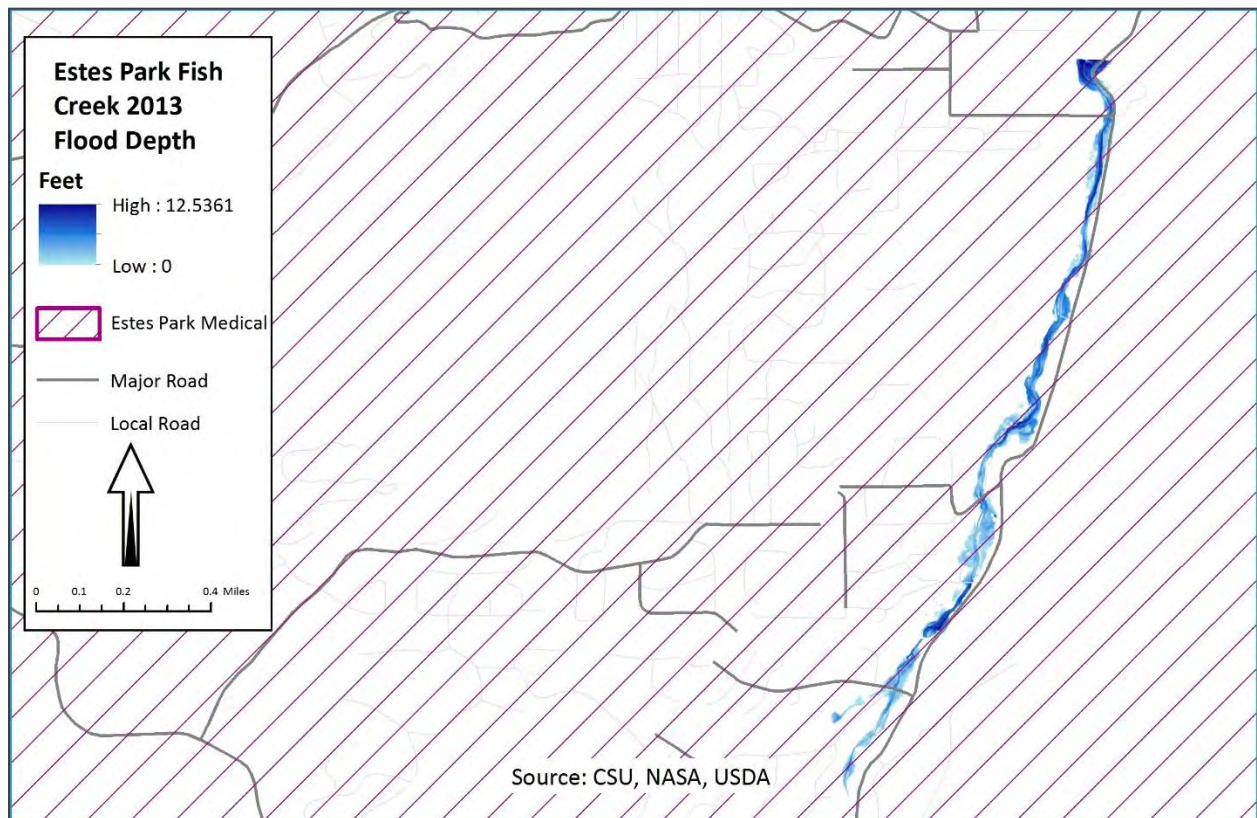 Estes Park Fish
Creek 2013
Flood Depth
Feet
High : 12.5361
Low : 0
Estes Park Medical
Major Road
Local Road
0 0.1 0.2 0.4 Miles
Source: CSU, NASA, USDA